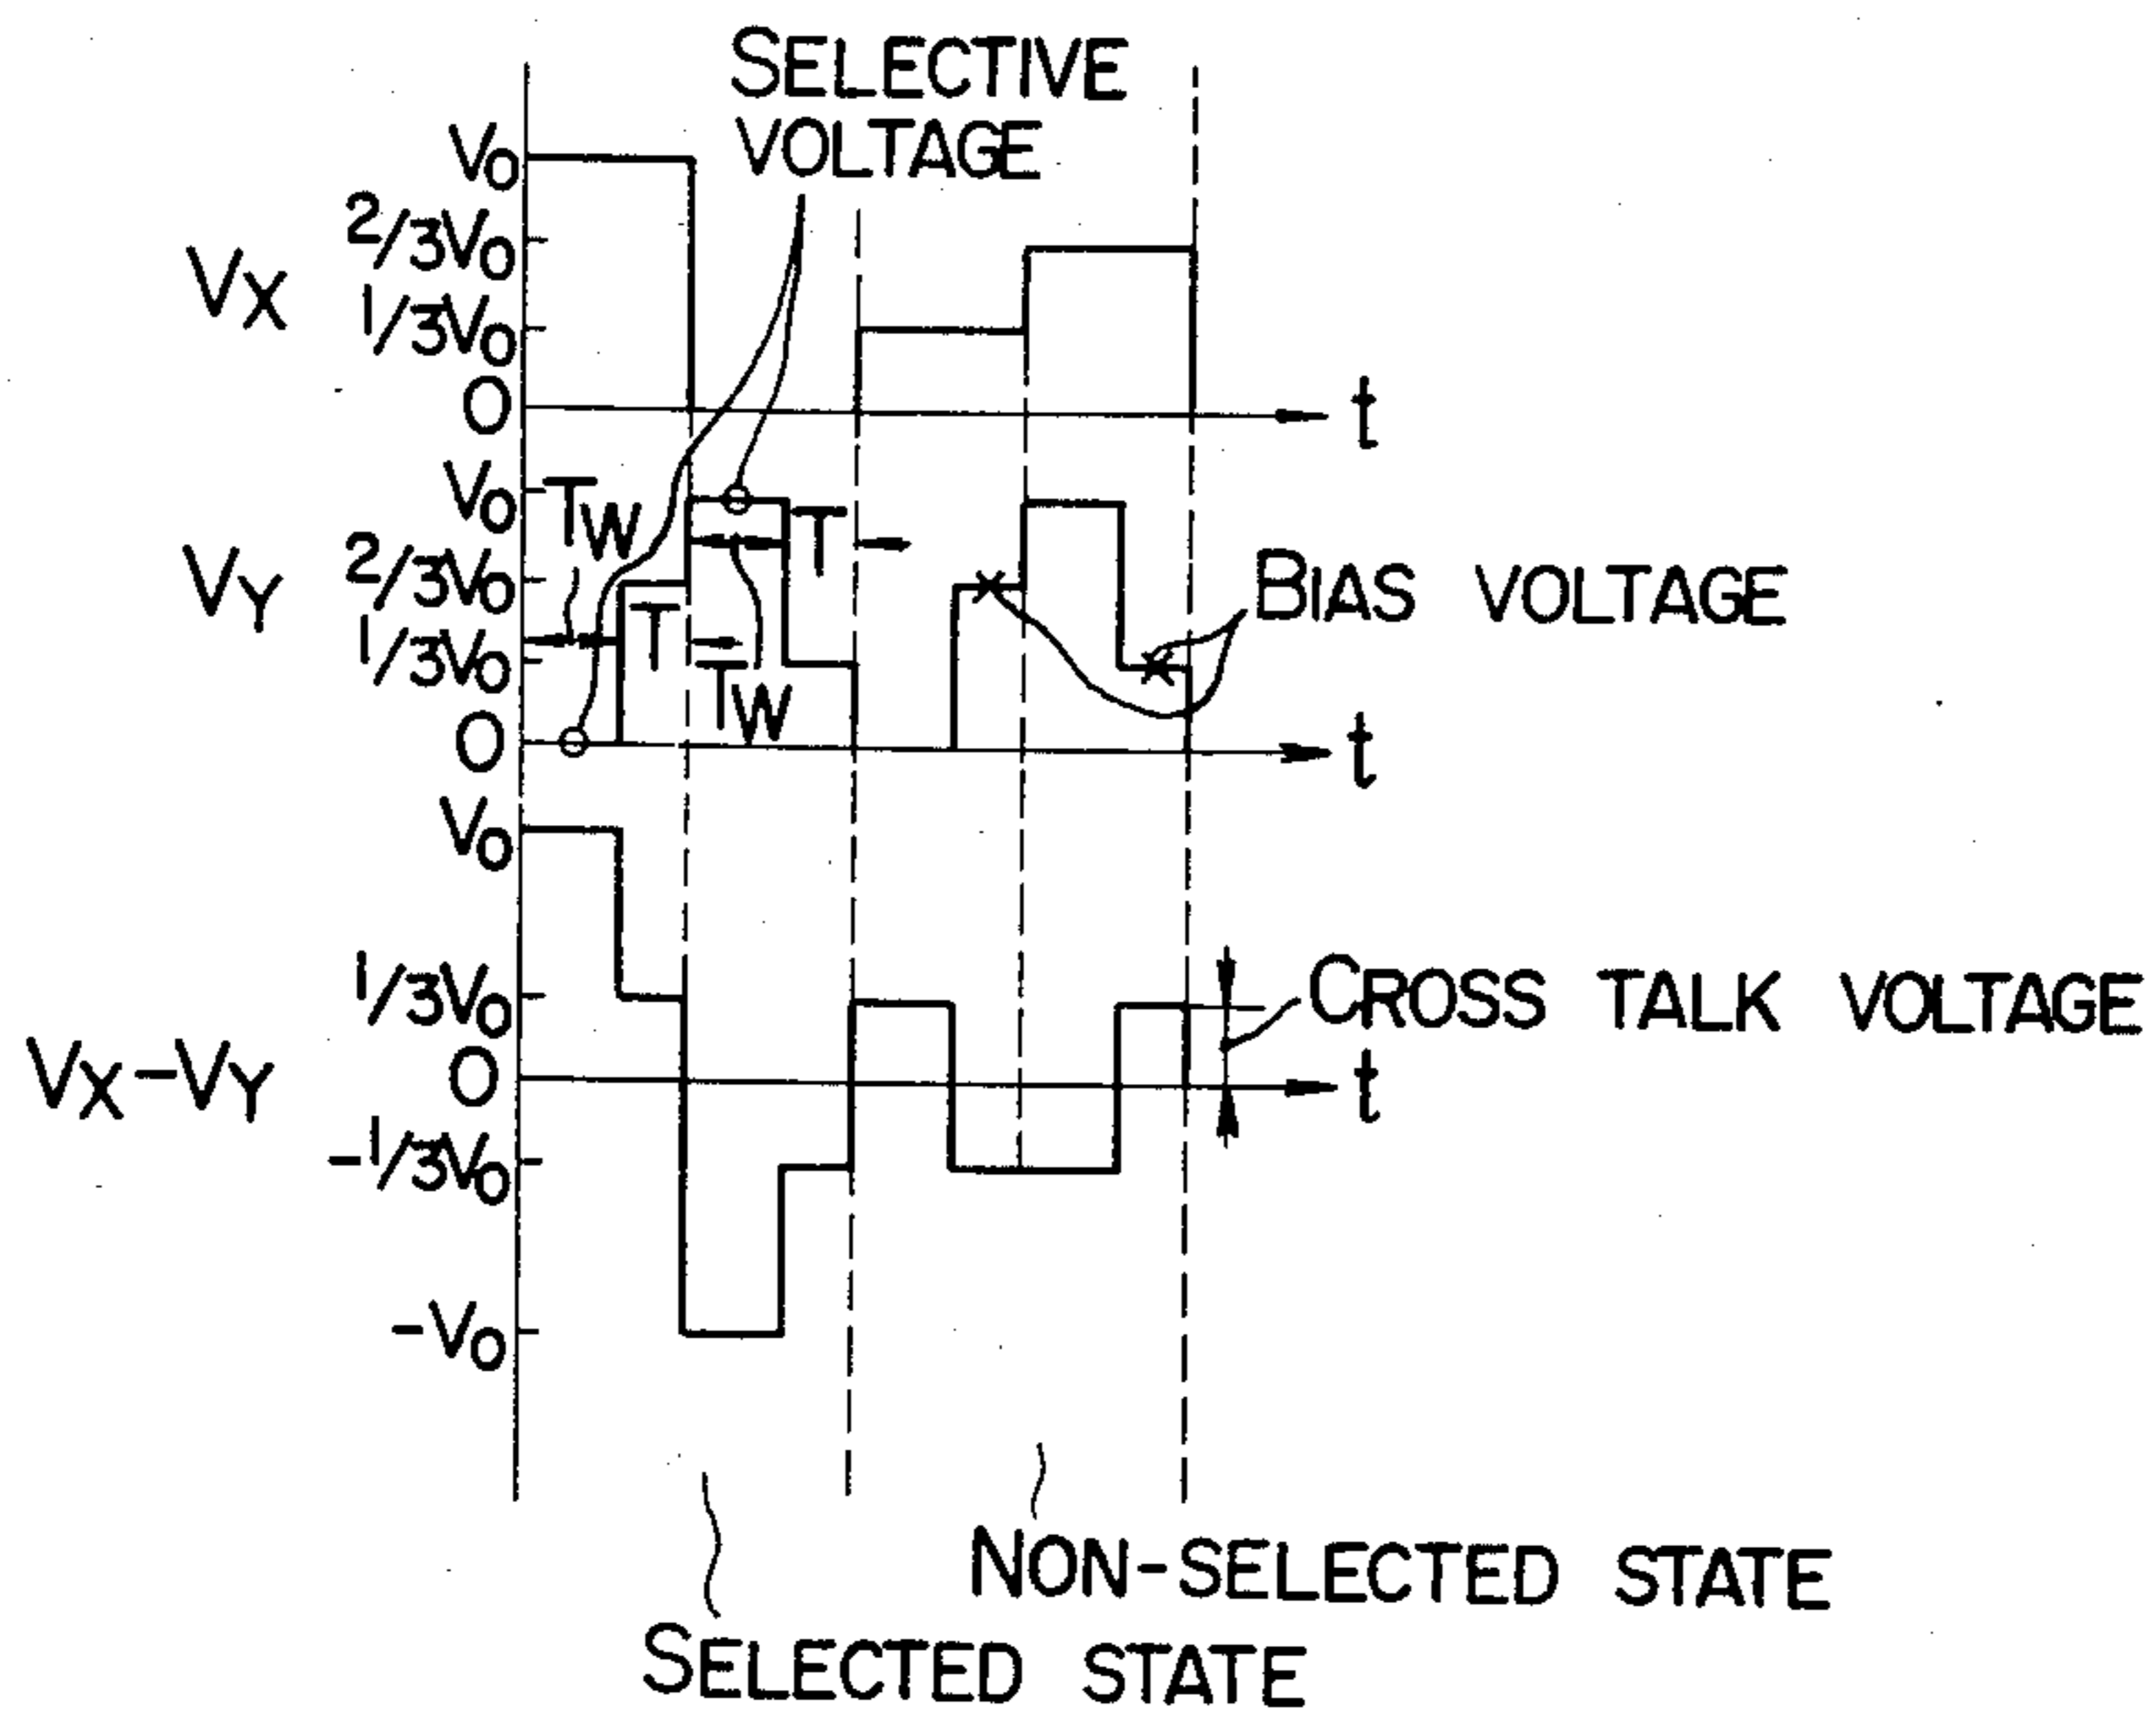 SELECTIVE
VOLTAGE
V0
2/3V0
VX
1/3V0
0
t
V0
TW
T
2/3V0
VY
BIAS VOLTAGE
T
1/3V0
TW
0
t
V0
1/3V0
CROSS TALK VOLTAGE
VX-VY
0
t
-1/3V0
-V0
NON-SELECTED STATE
SELECTED STATE